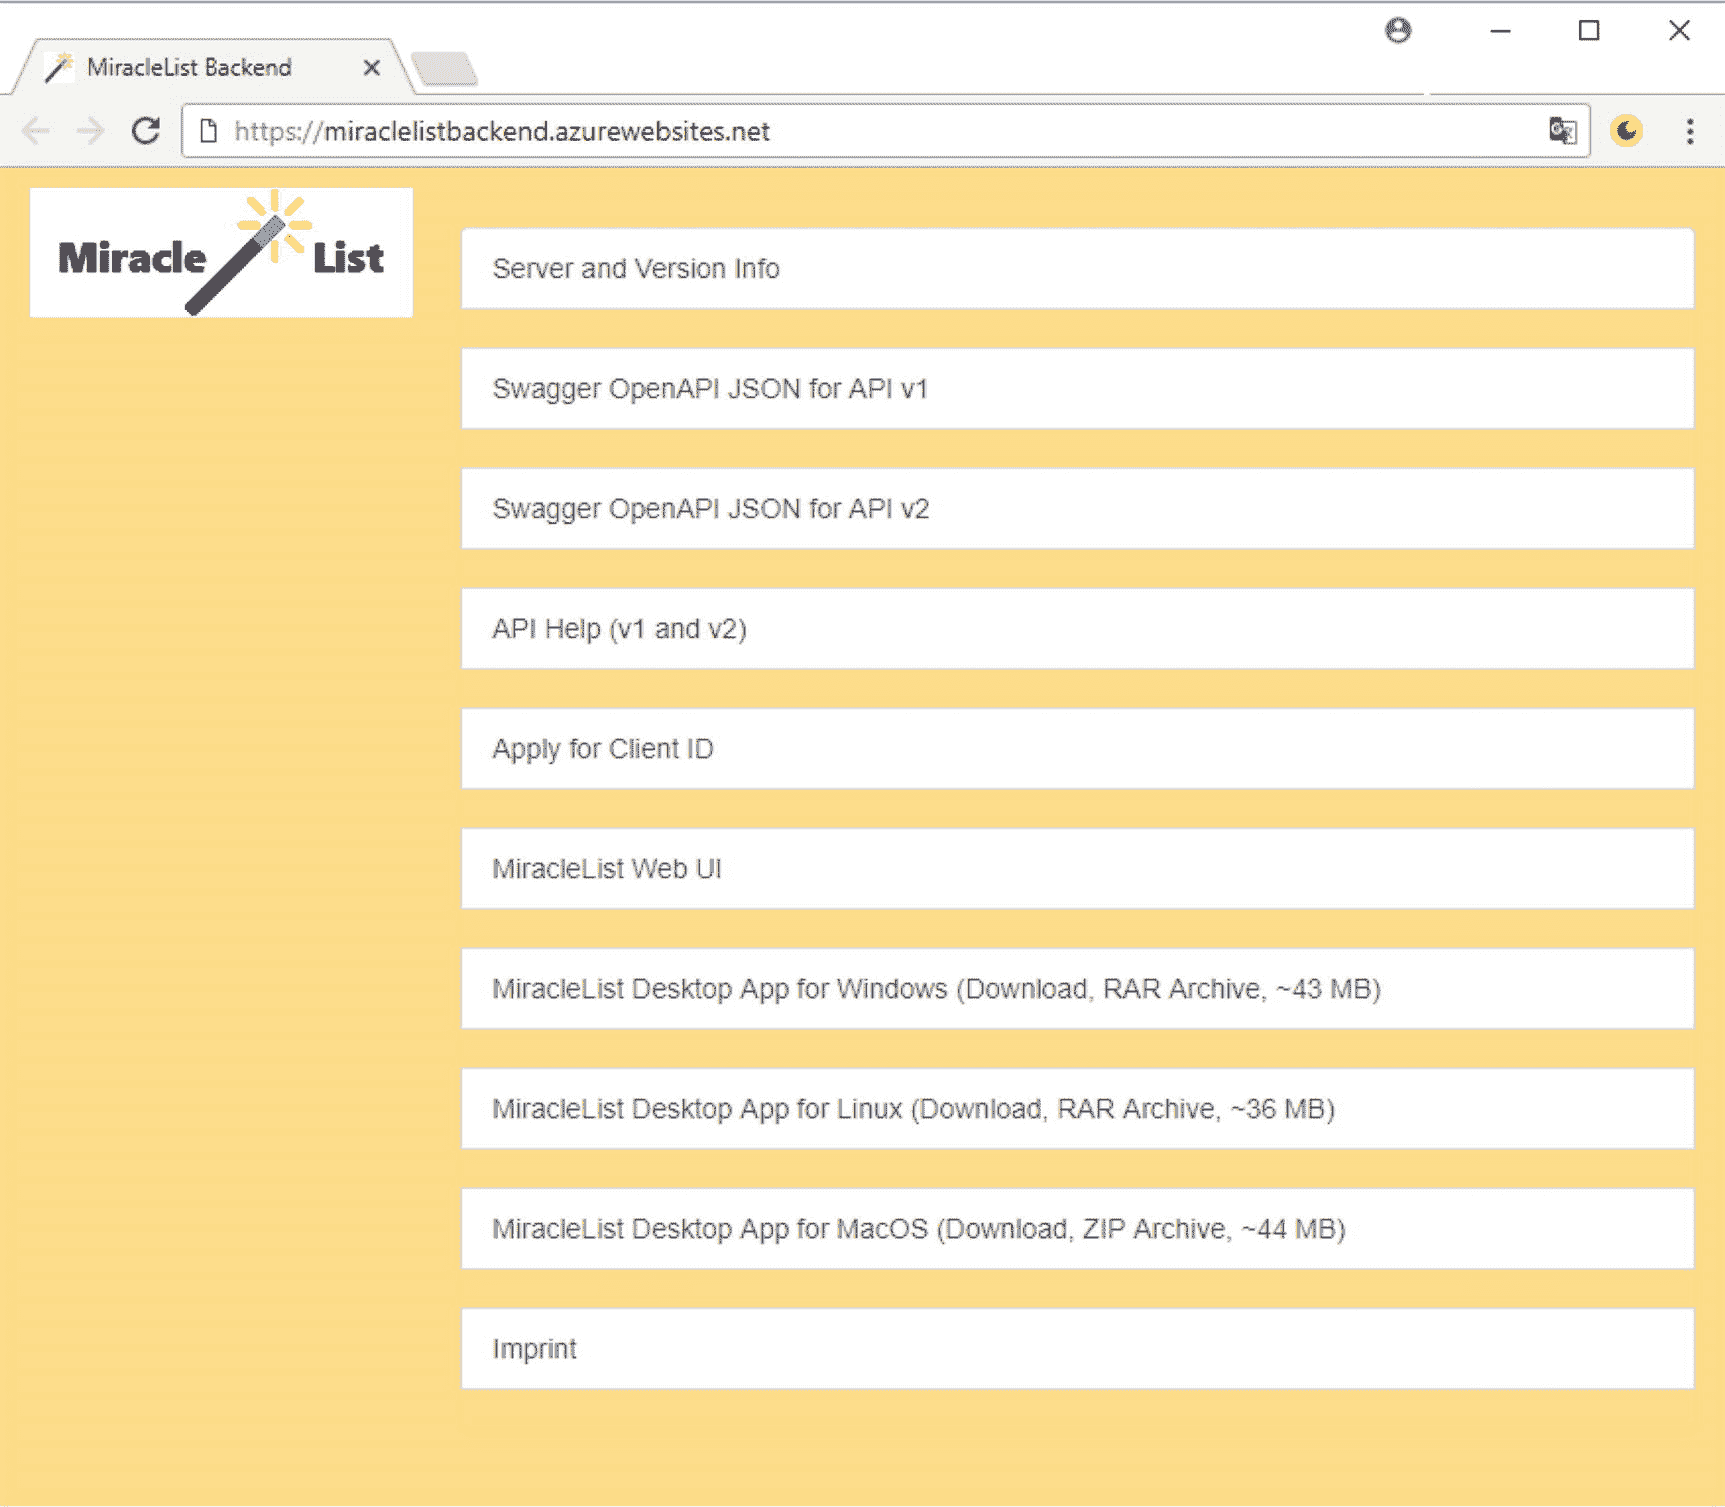 MiracleList Backend
https://miraclelistbackend.azurewebsites.net
Miracle List
Server and Version Info
Swagger OpenAPI JSON for API v1
Swagger OpenAPI JSON for API v2
API Help (v1 and v2)
Apply for Client ID
MiracleList Web UI
MiracleList Desktop App for Windows (Download, RAR Archive, ~43 MB)
MiracleList Desktop App for Linux (Download, RAR Archive, ~36 MB)
MiracleList Desktop App for MacOS (Download, ZIP Archive, ~44 MB)
Imprint